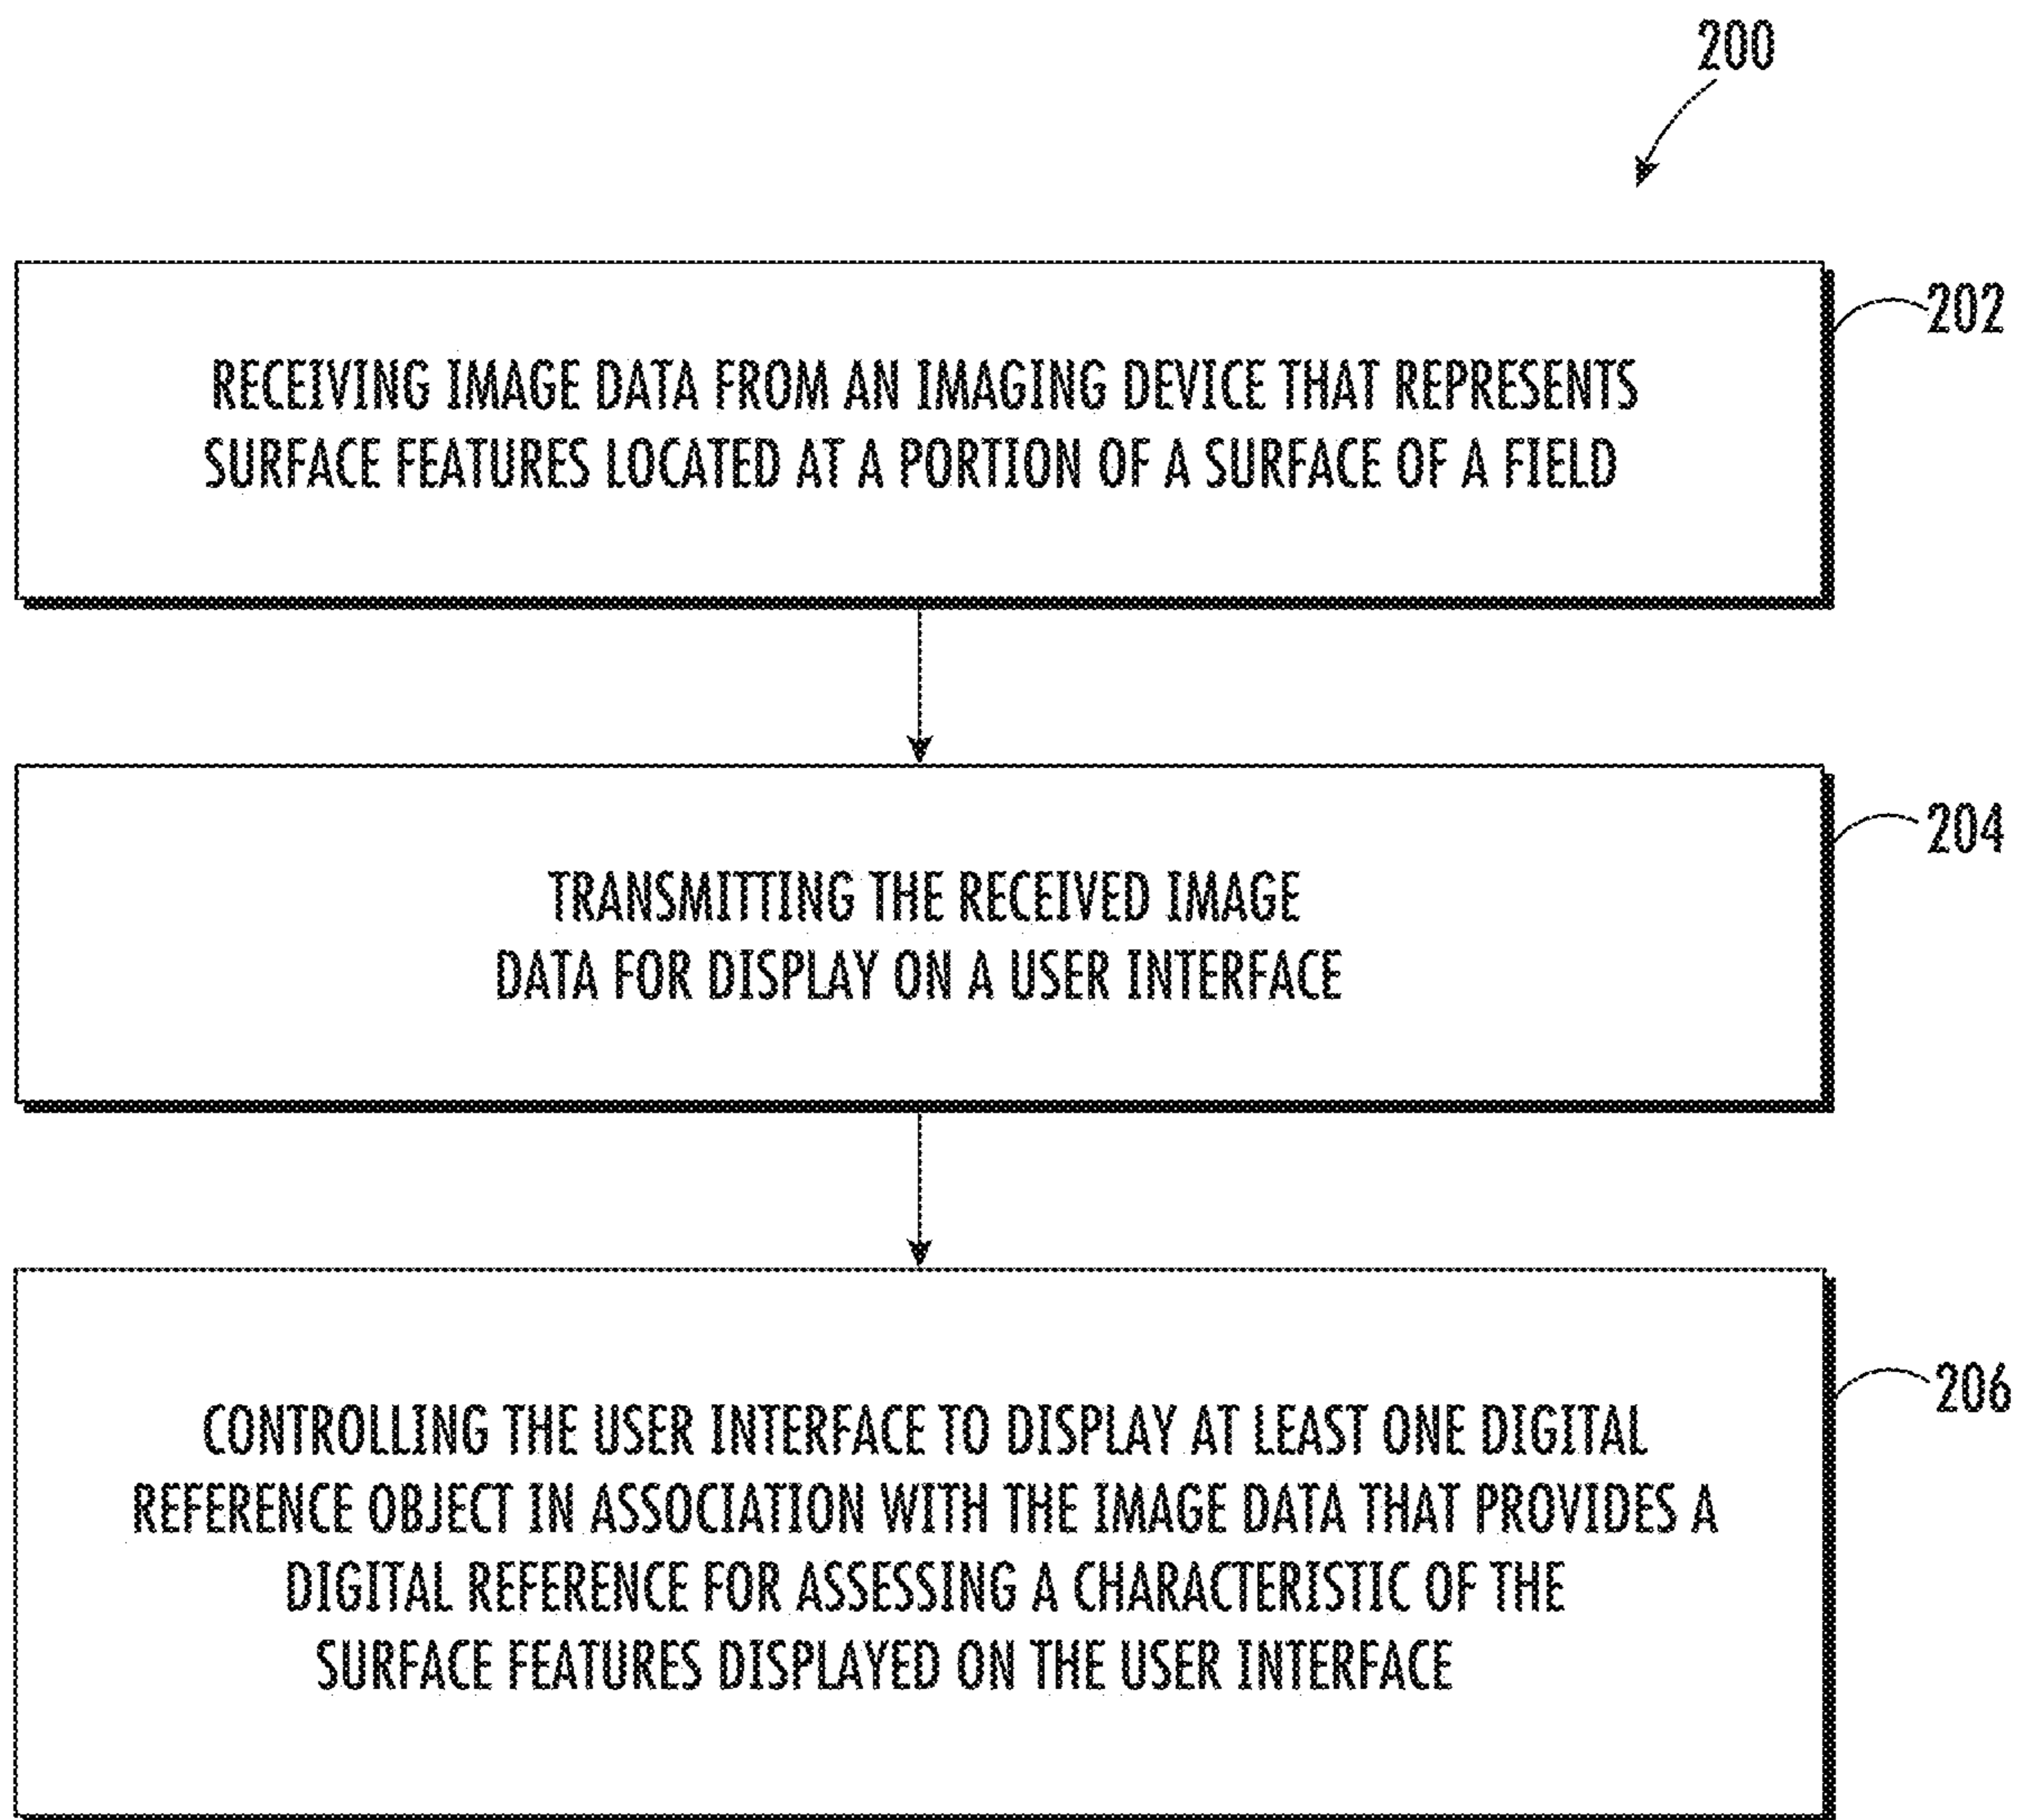 200
202
RECEIVING IMAGE DATA FROM AN IMAGING DEVICE THAT REPRESENTS
SURFACE FEATURES LOCATED AT A PORTION OF A SURFACE OF A FIELD
204
TRANSMITTING THE RECEIVED IMAGE
DATA FOR DISPLAY ON A USER INTERFACE
206
CONTROLLING THE USER INTERFACE TO DISPLAY AT LEAST ONE DIGITAL
REFERENCE OBJECT IN ASSOCIATION WITH THE IMAGE DATA THAT PROVIDES A
DIGITAL REFERENCE FOR ASSESSING A CHARACTERISTIC OF THE
SURFACE FEATURES DISPLAYED ON THE USER INTERFACE